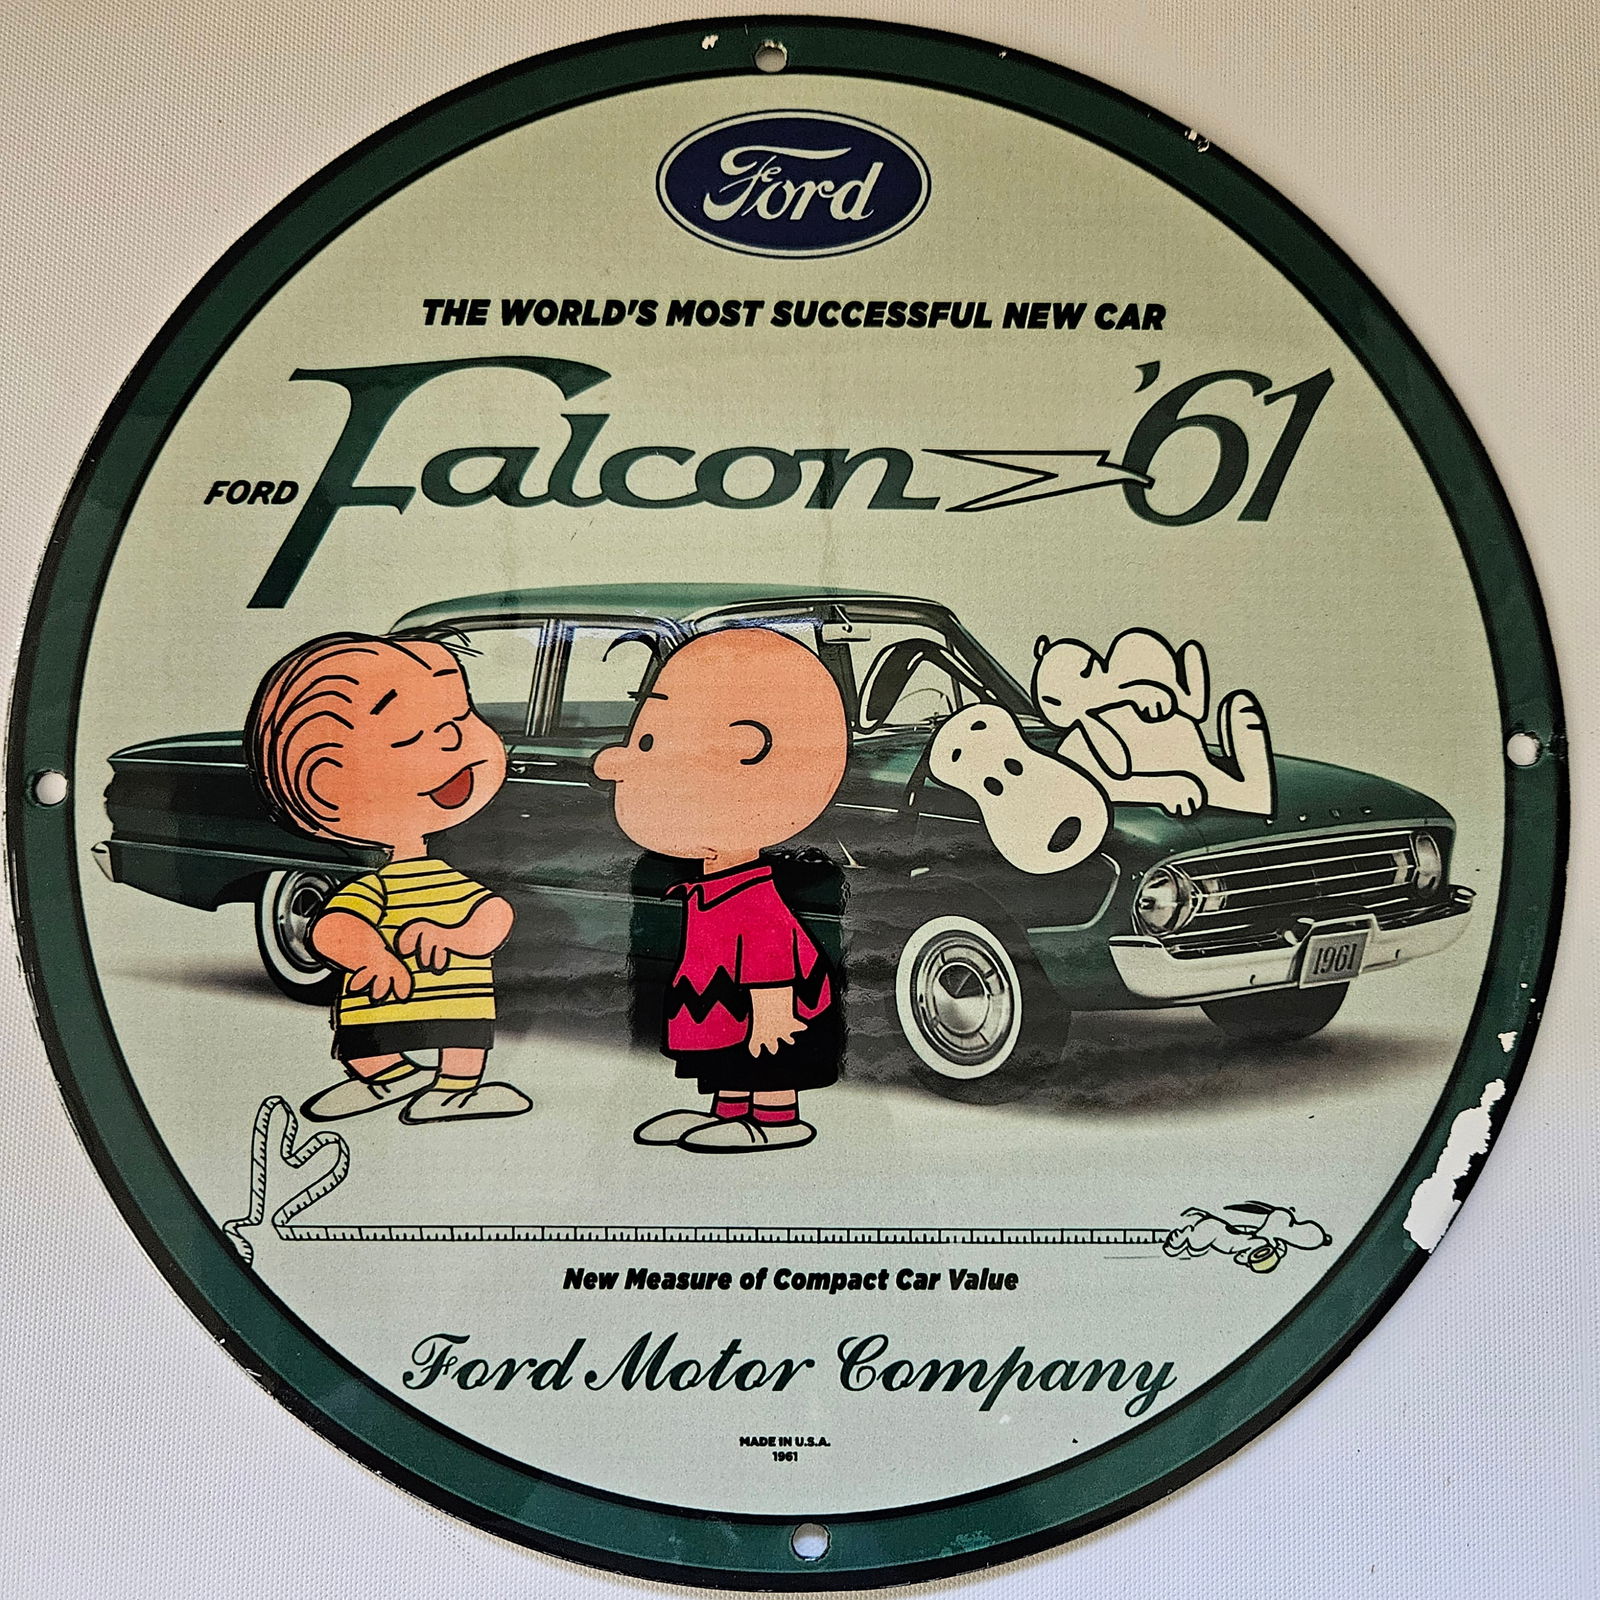 Ford
THE WORLD'S MOST SUCCESSFUL NEW CAR
FORD Falcon '61
FORD
1961
New Measure of Compact Car Value
Ford Motor Company
MADE IN U.S.A.
1961